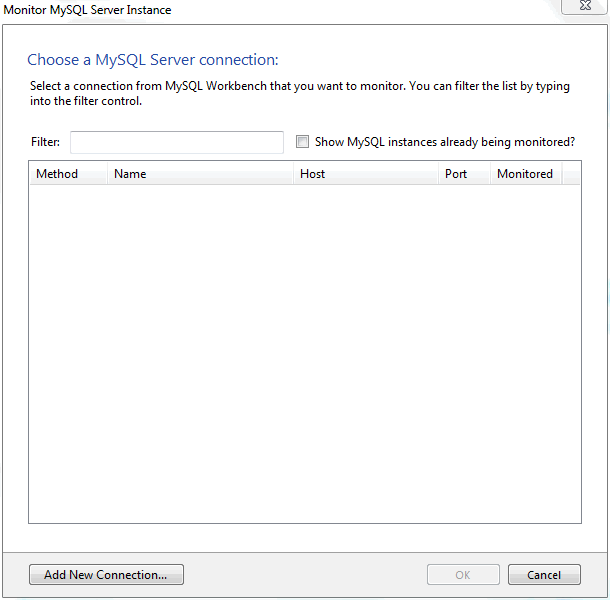 Monitor MySQL Server Instance
Choose a MySQL Server connection:
Select a connection from MySQL Workbench that you want to monitor. You can filter the list by typing
into the filter control.
Filter: Show MySQL instances already being monitored?
Method Name Host Port Monitored
Add New Connection... OK Cancel